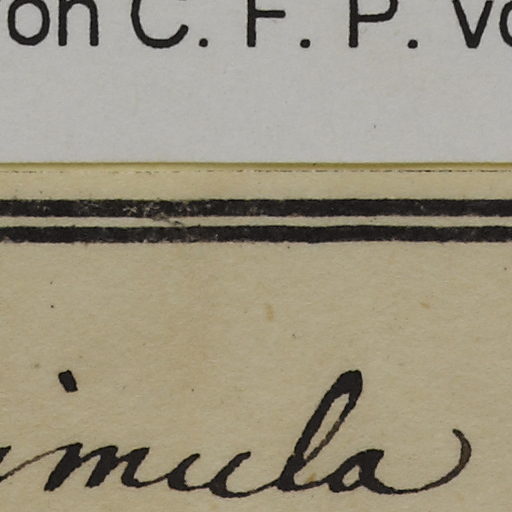 on C. F. P. v
imula